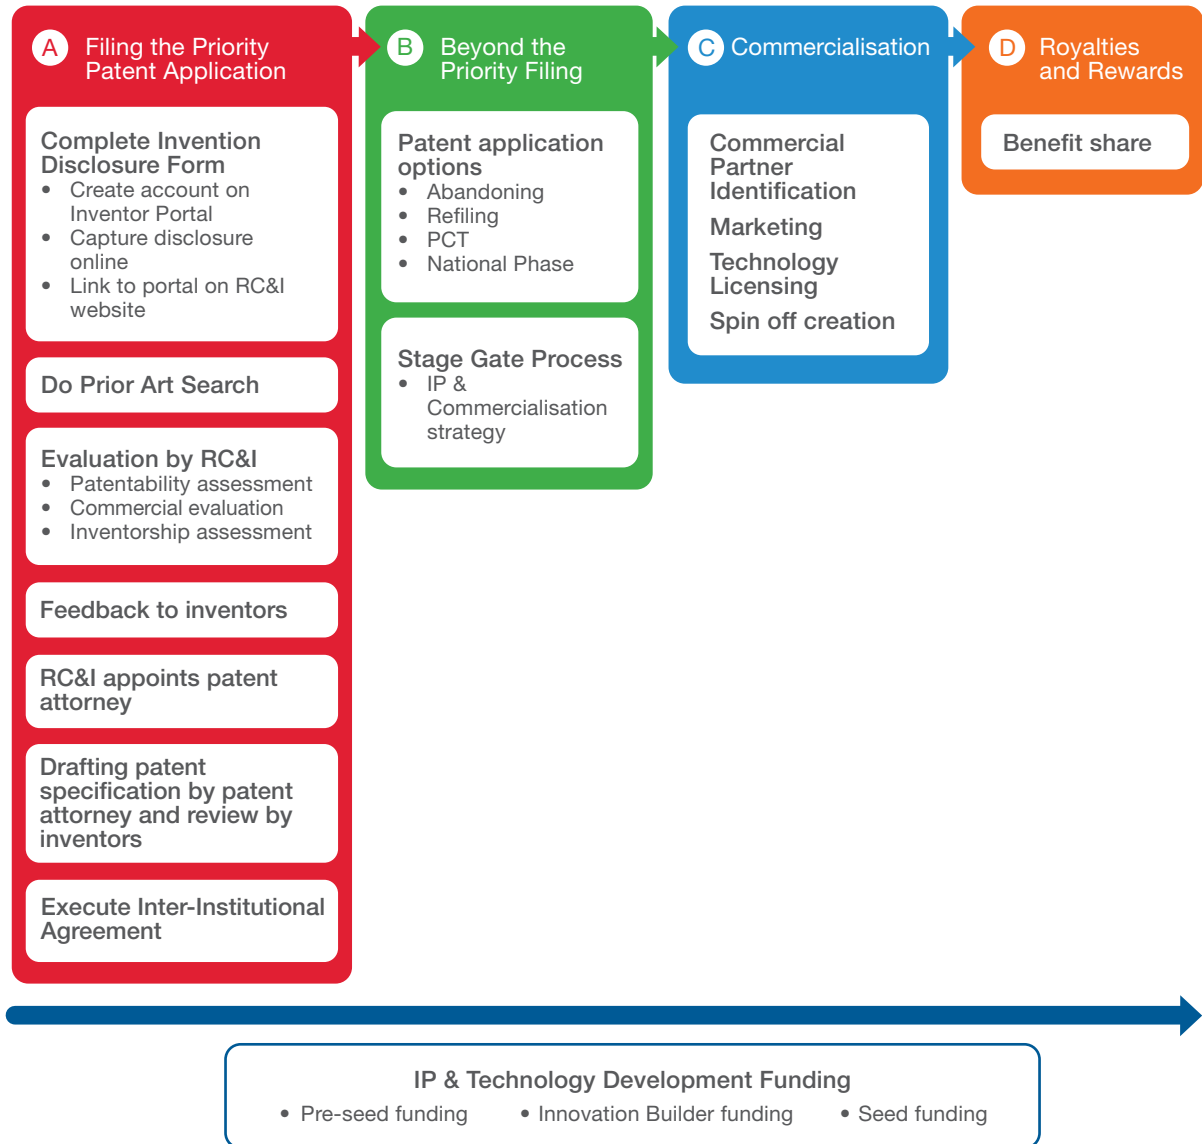 A Filing the Priority
Patent Application
Complete Invention
Disclosure Form
• Create account on
Inventor Portal
• Capture disclosure
online
• Link to portal on RC&I
website
Do Prior Art Search
Evaluation by RC&I
• Patentability assessment
• Commercial evaluation
• Inventorship assessment
Feedback to inventors
RC&I appoints patent
attorney
Drafting patent
specification by patent
attorney and review by
inventors
Execute Inter-Institutional
Agreement
B Beyond the
Priority Filing
Patent application
options
• Abandoning
• Refiling
• PCT
• National Phase
Stage Gate Process
• IP &
Commercialisation
strategy
C Commercialisation
Commercial
Partner
Identification
Marketing
Technology
Licensing
Spin off creation
D Royalties
and Rewards
Benefit share
IP & Technology Development Funding
• Pre-seed funding • Innovation Builder funding • Seed funding